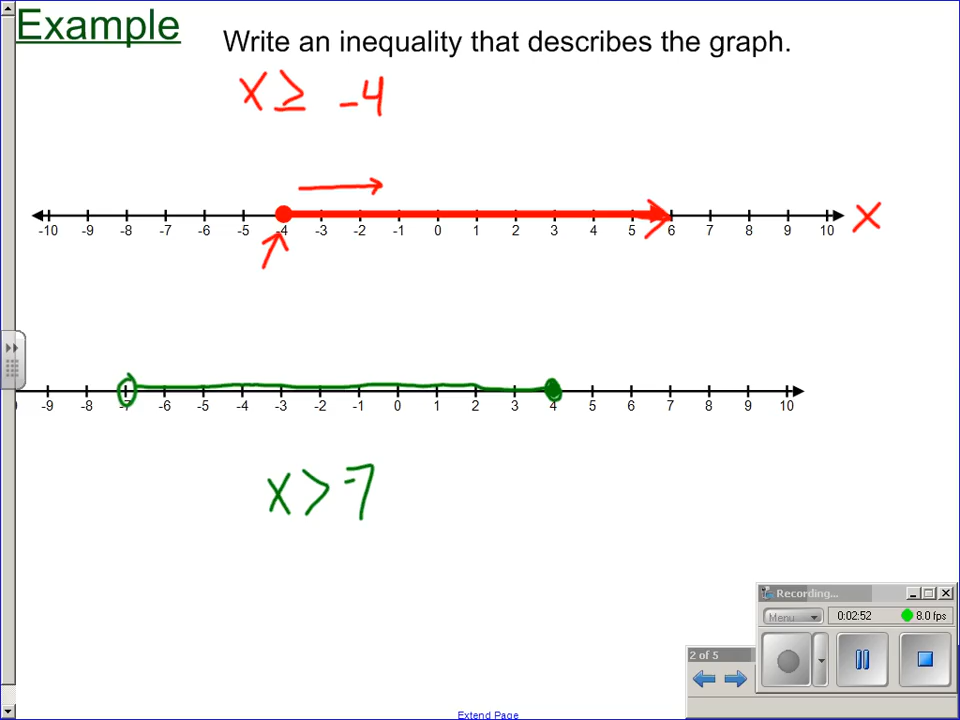 Example
Write an inequality that describes the graph.
x ≥ -4
-10 -9 -8 -7 -6 -5 -4 -3 -2 -1 0 1 2 3 4 5 6 7 8 9 10 x
-9 -8 -7 -6 -5 -4 -3 -2 -1 0 1 2 3 4 5 6 7 8 9 10
x > -7
Recording...
Menu 0:02:52 8.0 fps
2 of 5
Extend Page